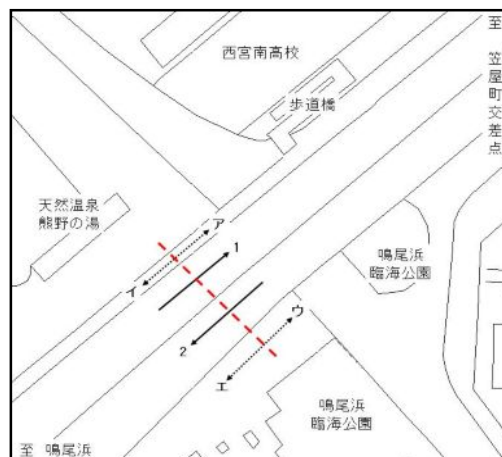 至
笠屋町交差点
西宮南高校
歩道橋
天然温泉
熊野の湯
ア
1
イ
鳴尾浜
臨海公園
ウ
2
エ
鳴尾浜
臨海公園
至 鳴尾浜